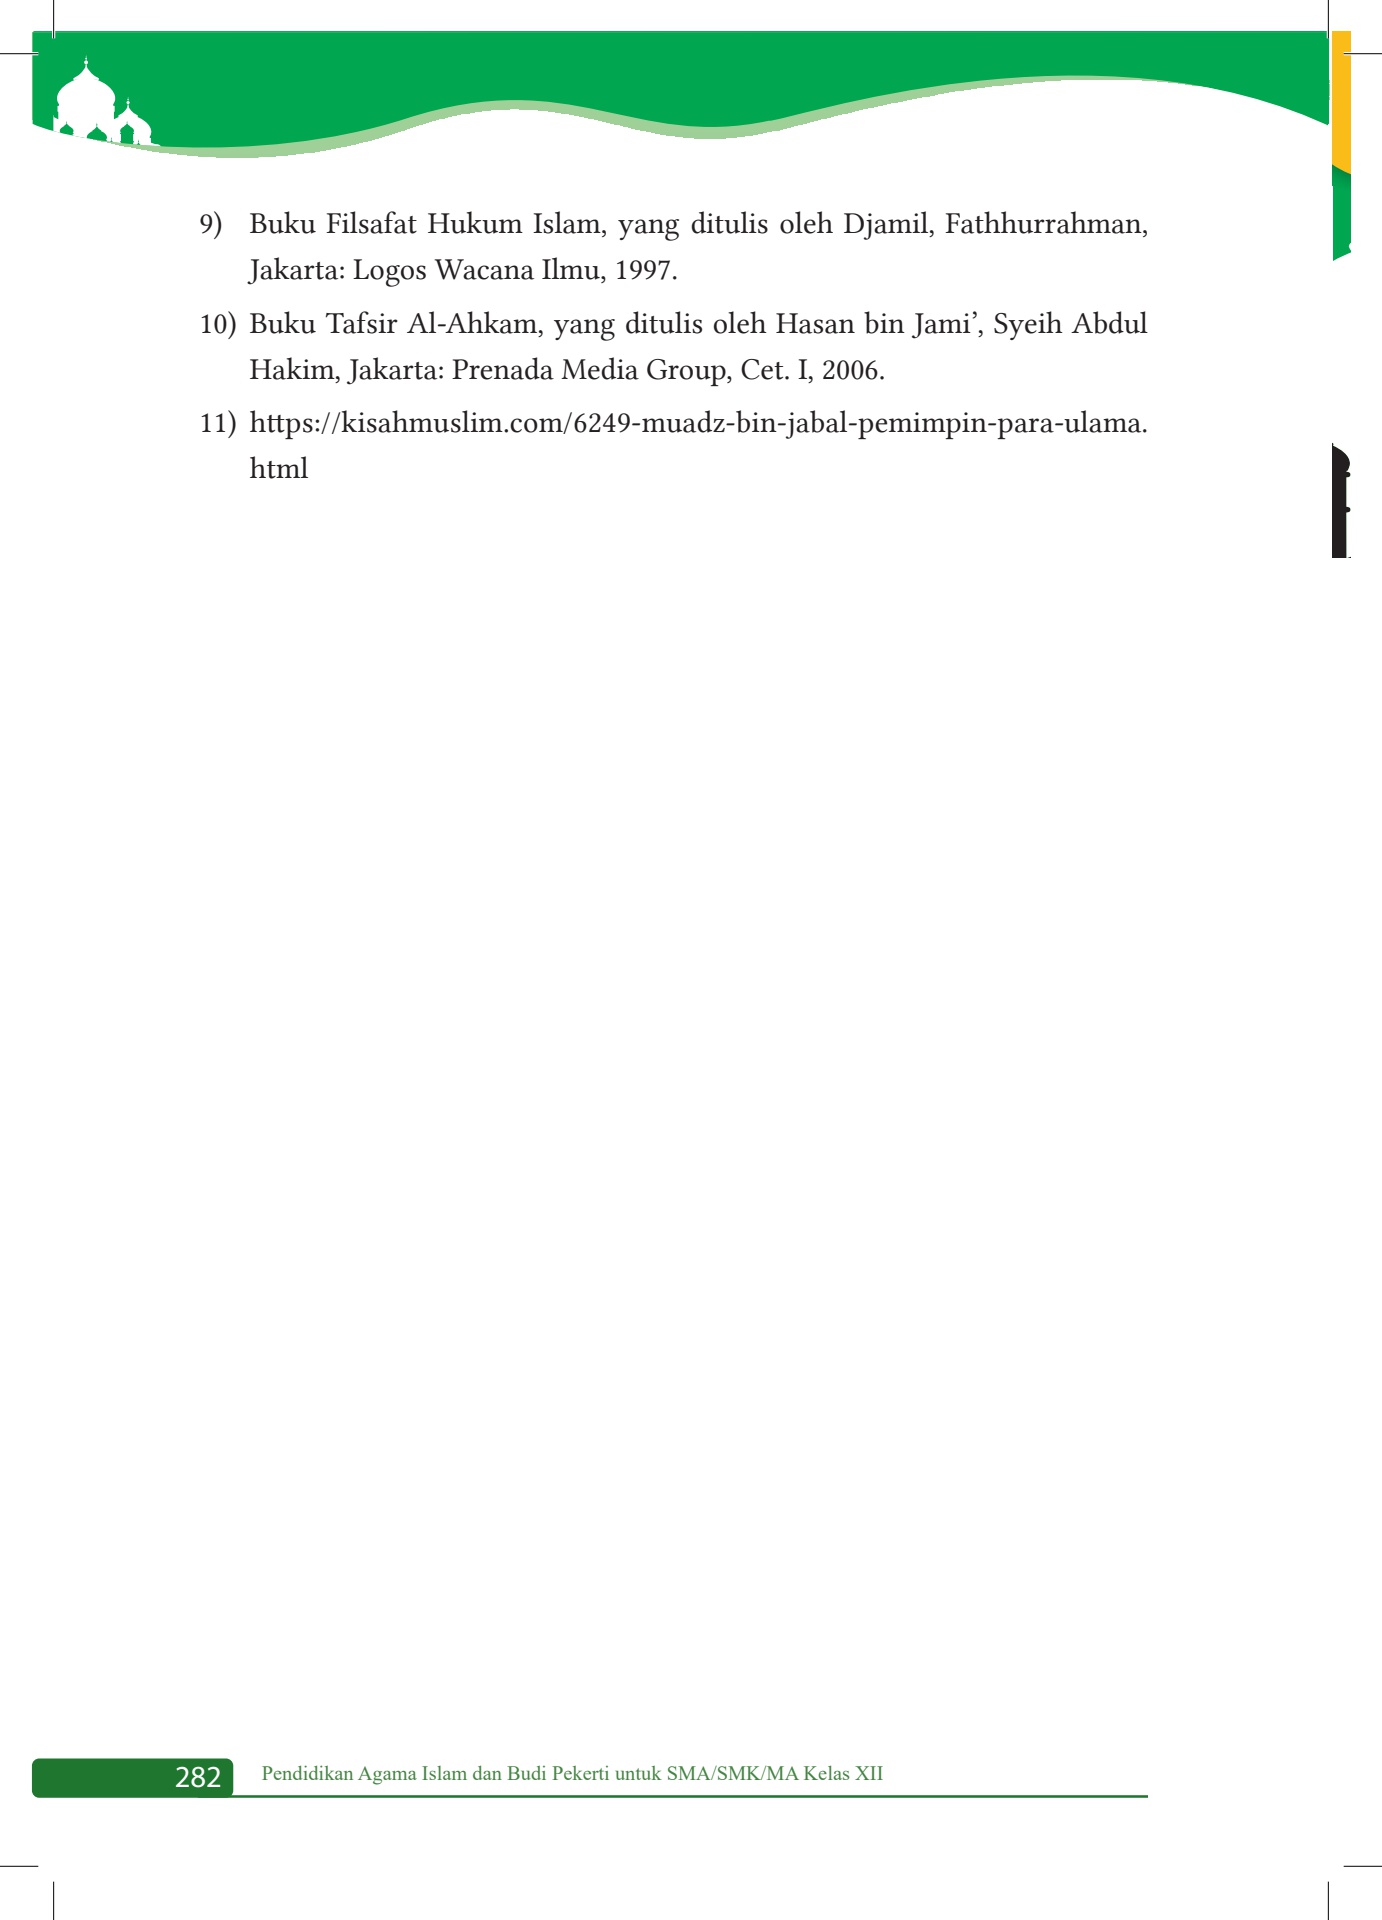 9) Buku Filsafat Hukum Islam, yang ditulis oleh Djamil, Fathhurrahman,
Jakarta: Logos Wacana Ilmu, 1997.
10) Buku Tafsir Al-Ahkam, yang ditulis oleh Hasan bin Jami’, Syeih Abdul
Hakim, Jakarta: Prenada Media Group, Cet. I, 2006.
11) https://kisahmuslim.com/6249-muadz-bin-jabal-pemimpin-para-ulama.
html
282 Pendidikan Agama Islam dan Budi Pekerti untuk SMA/SMK/MA Kelas XII